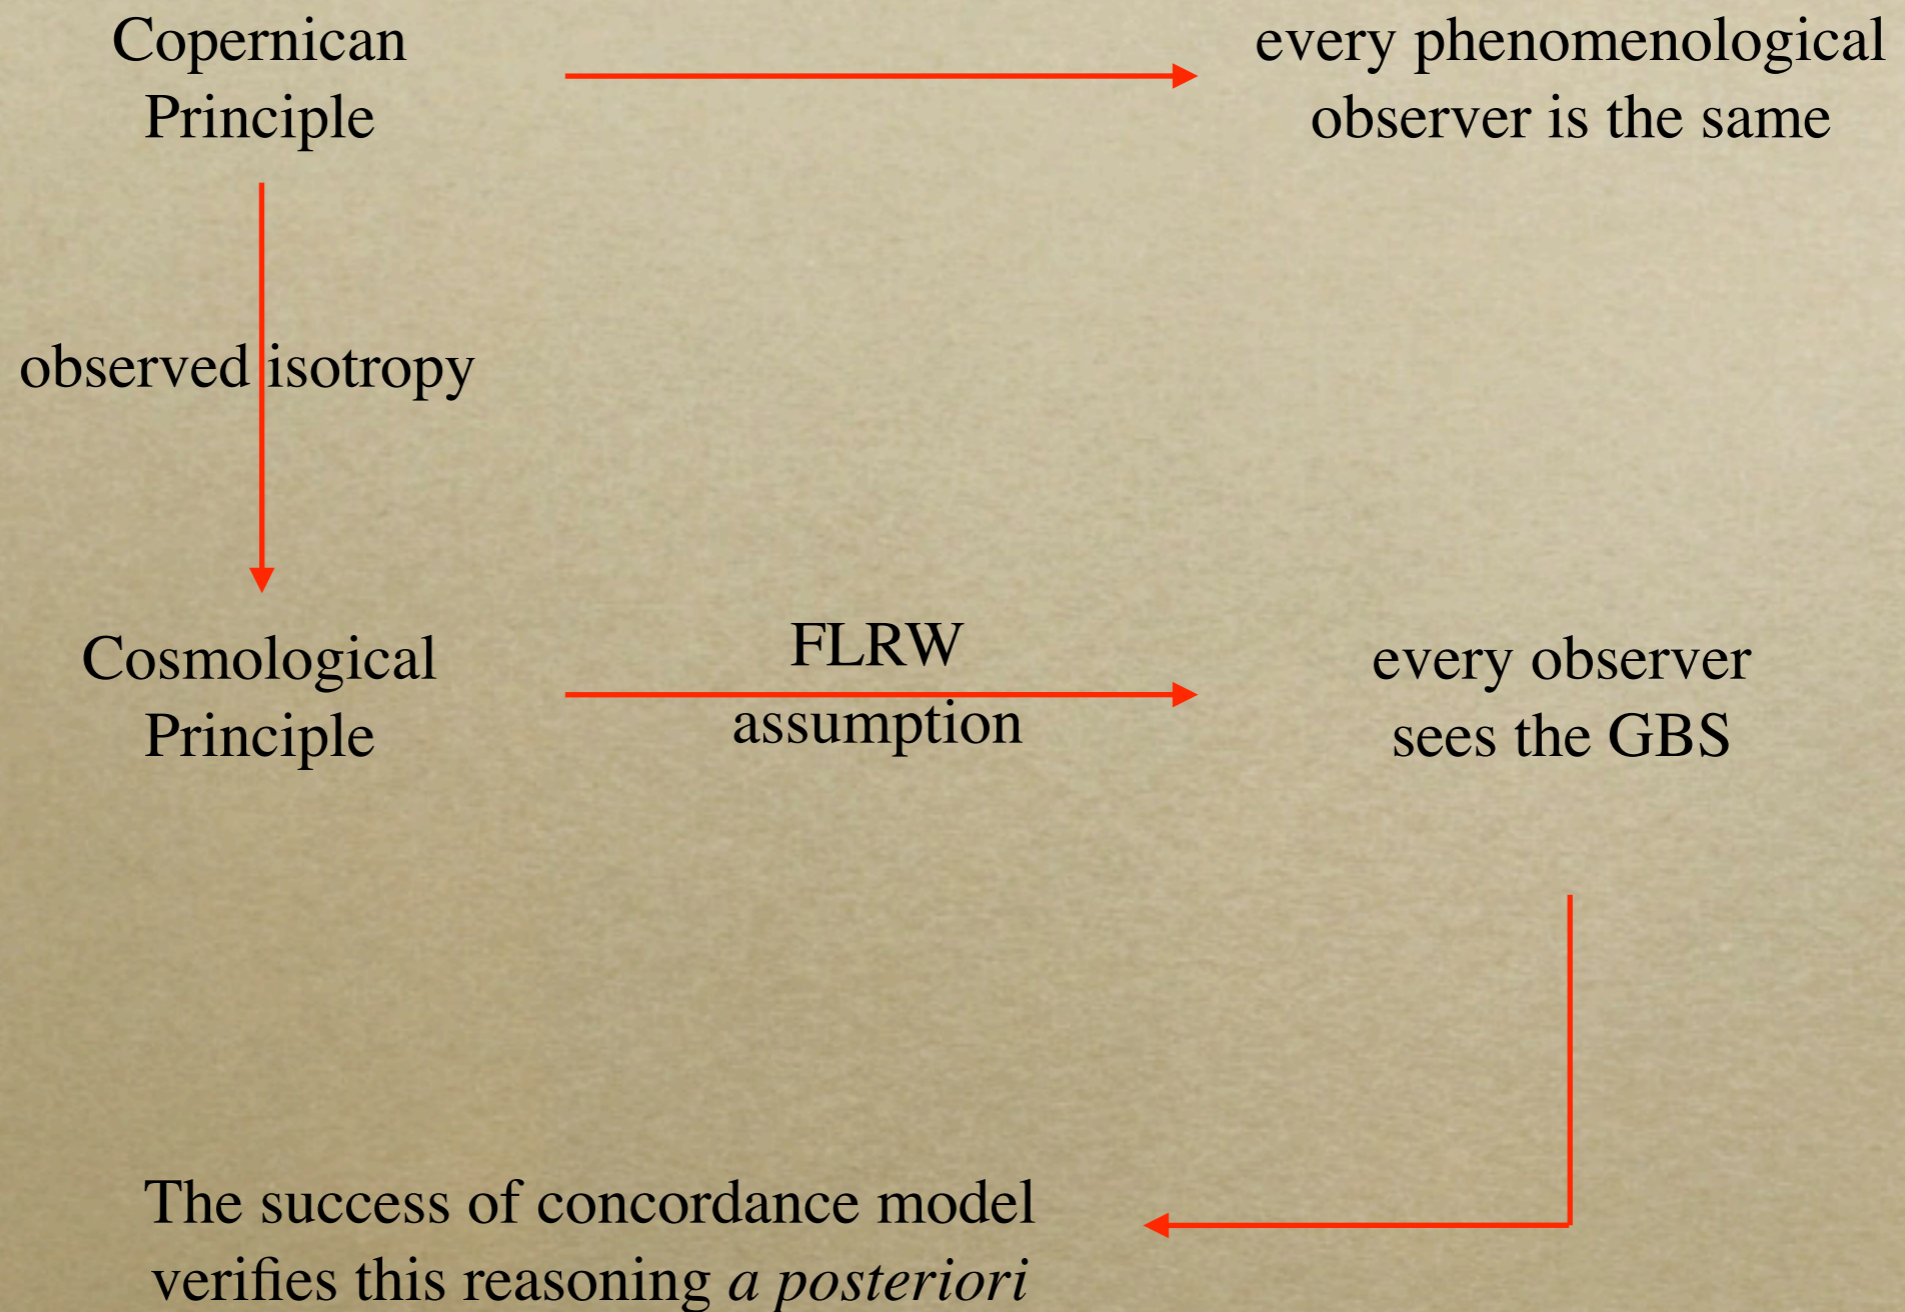 Copernican
Principle
every phenomenological
observer is the same
observed isotropy
Cosmological
Principle
FLRW
assumption
every observer
sees the GBS
The success of concordance model
verifies this reasoning a posteriori